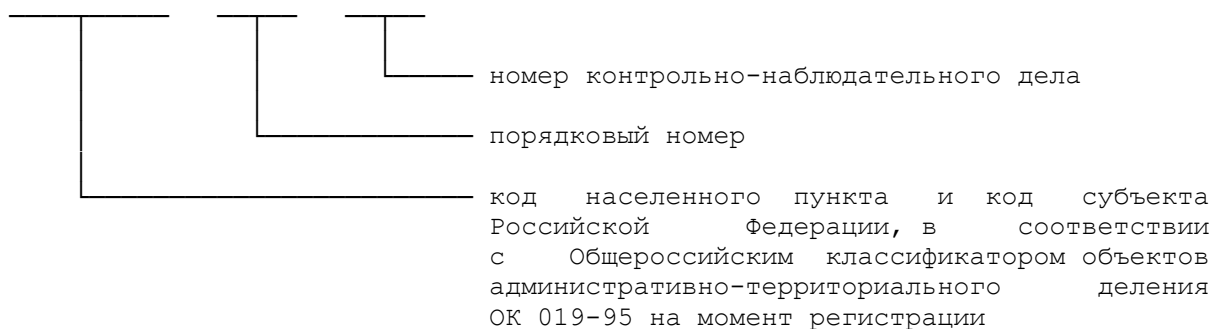 номер контрольно-наблюдательного дела
порядковый номер
код населенного пункта и код субъекта
Российской Федерации, в соответствии
с Общероссийским классификатором объектов
административно-территориального деления
ОК 019-95 на момент регистрации